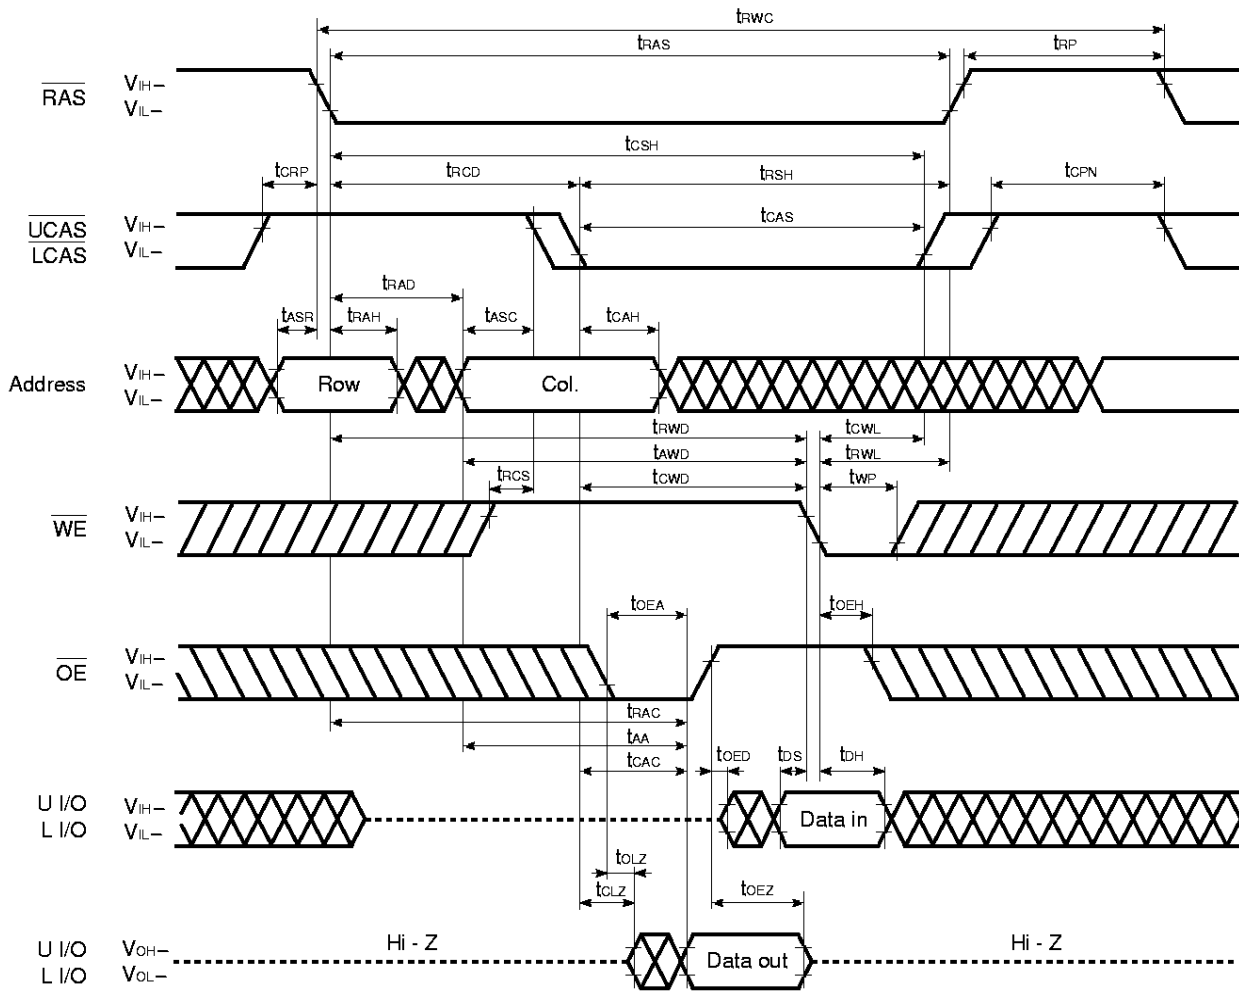 tRWC
tRAS tRP
RAS VIH–
VIL–
tCSH
tCRP tRCD tRSH tCPN
UCAS VIH– tCAS
LCAS VIL–
tRAD
tASR tRAH tASC tCAH
Address VIH– Row Col.
VIL–
tRWD tCWL
tAWD tRWL
tRCS tCWD tWP
WE VIH–
VIL–
tOEA tOEH
OE VIH–
VIL–
tRAC
tAA
tCAC tOED tDS tDH
U I/O VIH– Data in
L I/O VIL–
tOLZ
tCLZ tOEZ
U I/O VOH– Hi - Z Data out Hi - Z
L I/O VOL–